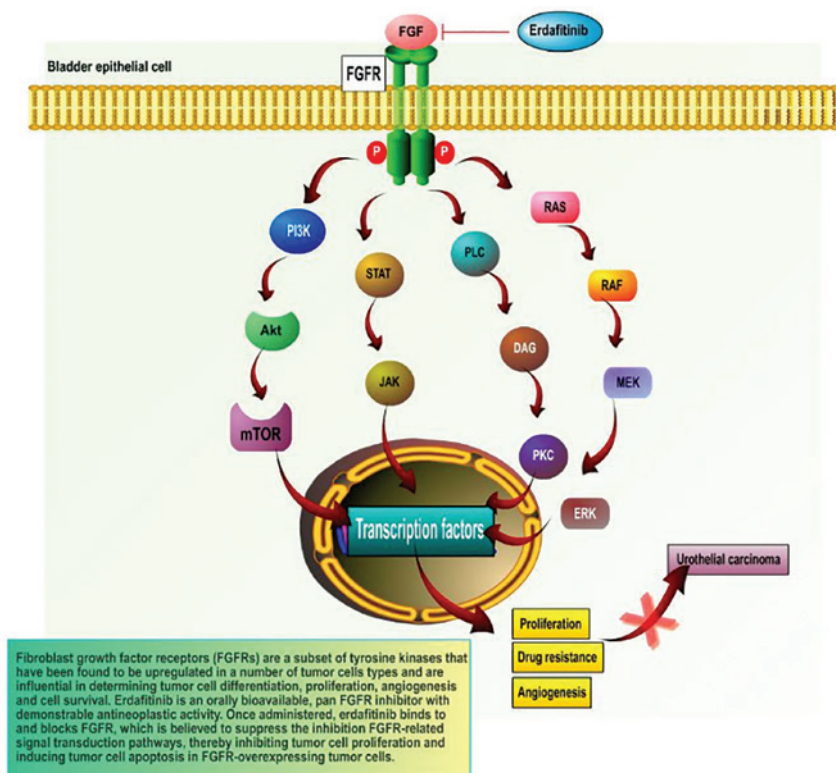 FGF
Erdafitinib
Bladder epithelial cell
FGFR
P
P
PI3K
STAT
PLC
RAS
Akt
JAK
DAG
RAF
mTOR
PKC
MEK
ERK
Transcription factors
Urothelial carcinoma
Proliferation
Drug resistance
Angiogenesis
Fibroblast growth factor receptors (FGFRs) are a subset of tyrosine kinases that
have been found to be upregulated in a number of tumor cells types and are
influential in determining tumor cell differentiation, proliferation, angiogenesis
and cell survival. Erdafitinib is an orally bioavailable, pan FGFR inhibitor with
demonstrable antineoplastic activity. Once administered, erdafitinib binds to
and blocks FGFR, which is believed to suppress the inhibition FGFR-related
signal transduction pathways, thereby inhibiting tumor cell proliferation and
inducing tumor cell apoptosis in FGFR-overexpressing tumor cells.